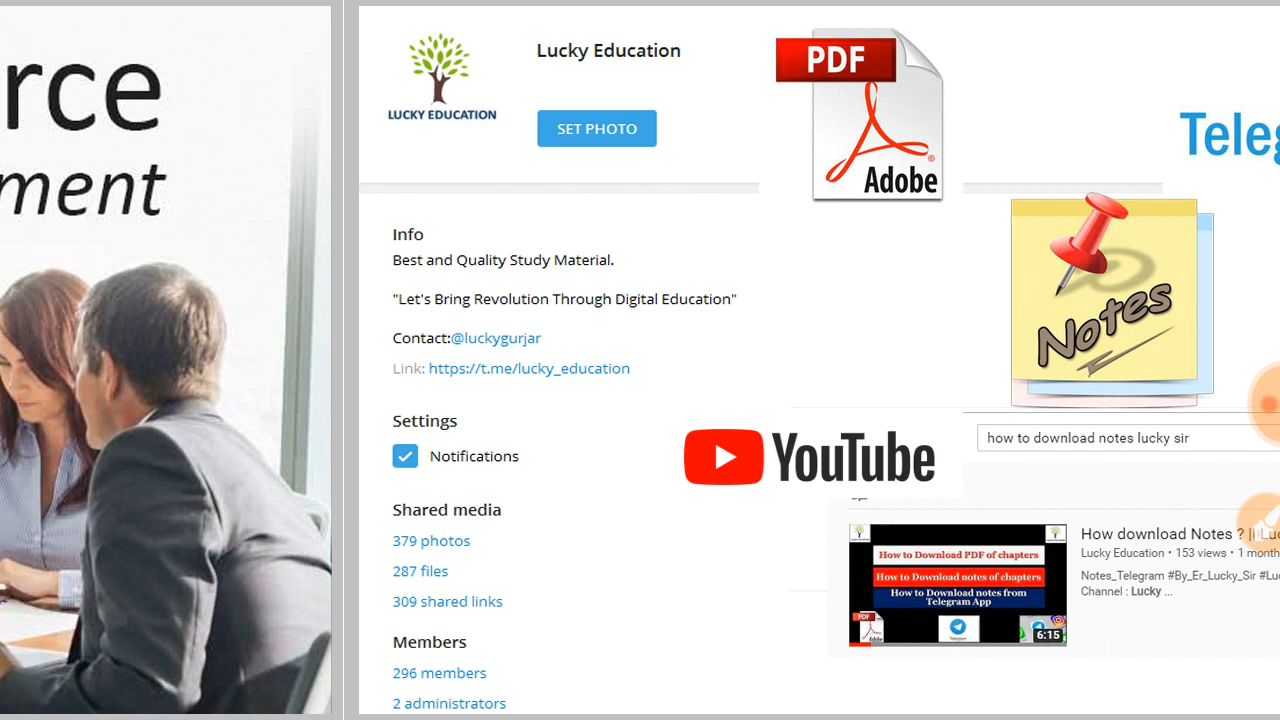 rce
ment
LUCKY EDUCATION
Lucky Education
SET PHOTO
Info
Best and Quality Study Material.
"Let's Bring Revolution Through Digital Education"
Contact:@luckygurjar
Link: https://t.me/lucky_education
Settings
Notifications
Shared media
379 photos
287 files
309 shared links
Members
296 members
2 administrators
PDF
Adobe
Teleg
Notes
YouTube
how to download notes lucky sir
How to Download PDF of chapters
How to Download notes of chapters
How to Download notes from
Telegram App
PDF
Adobe
Telegram
6:15
How download Notes ? || Luc
Lucky Education • 153 views • 1 month
Notes_Telegram #By_Er_Lucky_Sir #Luc
Channel : Lucky ...